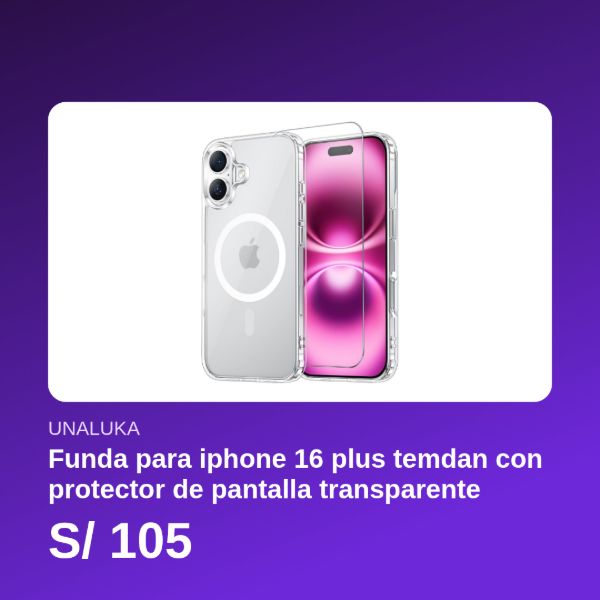 UNALUKA
Funda para iphone 16 plus temdan con
protector de pantalla transparente
S/ 105